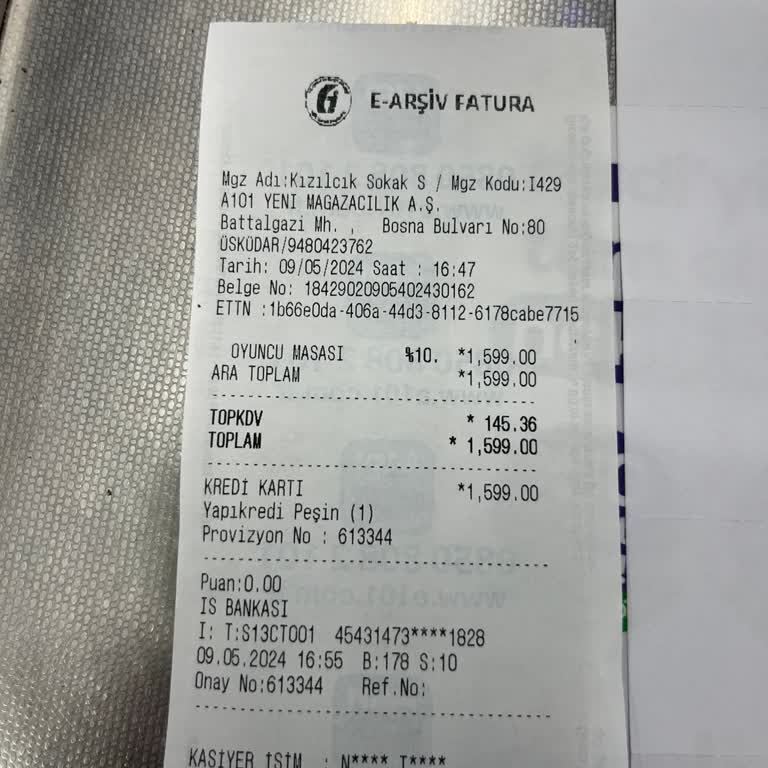 E-ARŞİV FATURA
Mgz Adı:Kızılcık Sokak S / Mgz Kodu:I429
A101 YENİ MAGAZACILIK A.Ş.
Battalgazi Mh. , Bosna Bulvarı No:80
ÜSKÜDAR/9480423762
Tarih: 09/05/2024 Saat : 16:47
Belge No: 18429020905402430162
ETTN :1b66e0da-406a-44d3-8112-6178cabe7715
OYUNCU MASASI %10. *1,599.00
ARA TOPLAM *1,599.00
TOPKDV * 145.36
TOPLAM * 1,599.00
KREDİ KARTI *1,599.00
Yapıkredi Peşin (1)
Provizyon No : 613344
Puan:0.00
IS BANKASI
I: T:S13CT001 45431473****1828
09.05.2024 16:55 B:178 S:10
Onay No:613344 Ref.No:
KASİYER İSİM : N**** T****